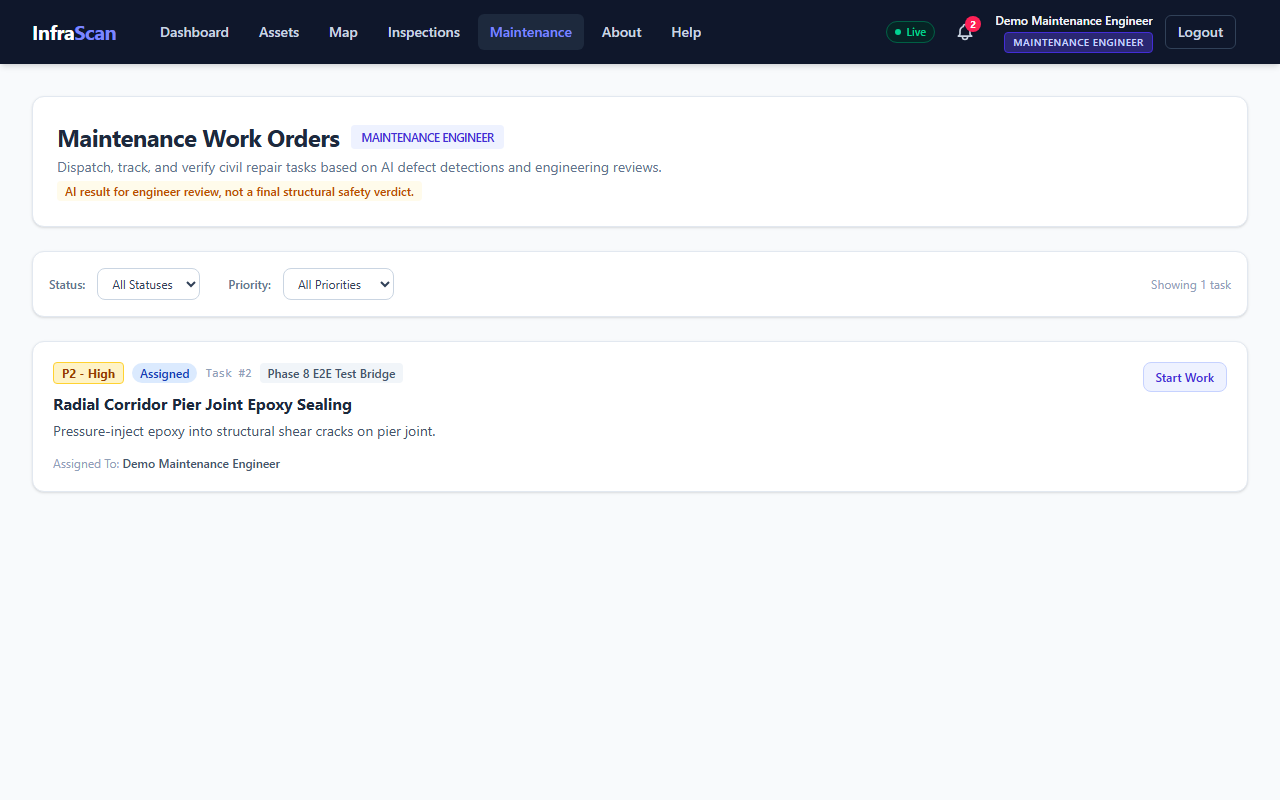 InfraScan
Dashboard
Assets
Map
Inspections
Maintenance
About
Help
Live
2
Demo Maintenance Engineer
MAINTENANCE ENGINEER
Logout
Maintenance Work Orders
MAINTENANCE ENGINEER
Dispatch, track, and verify civil repair tasks based on AI defect detections and engineering reviews.
AI result for engineer review, not a final structural safety verdict.
Status:
All Statuses
Priority:
All Priorities
Showing 1 task
P2 - High
Assigned
Task #2
Phase 8 E2E Test Bridge
Start Work
Radial Corridor Pier Joint Epoxy Sealing
Pressure-inject epoxy into structural shear cracks on pier joint.
Assigned To: Demo Maintenance Engineer